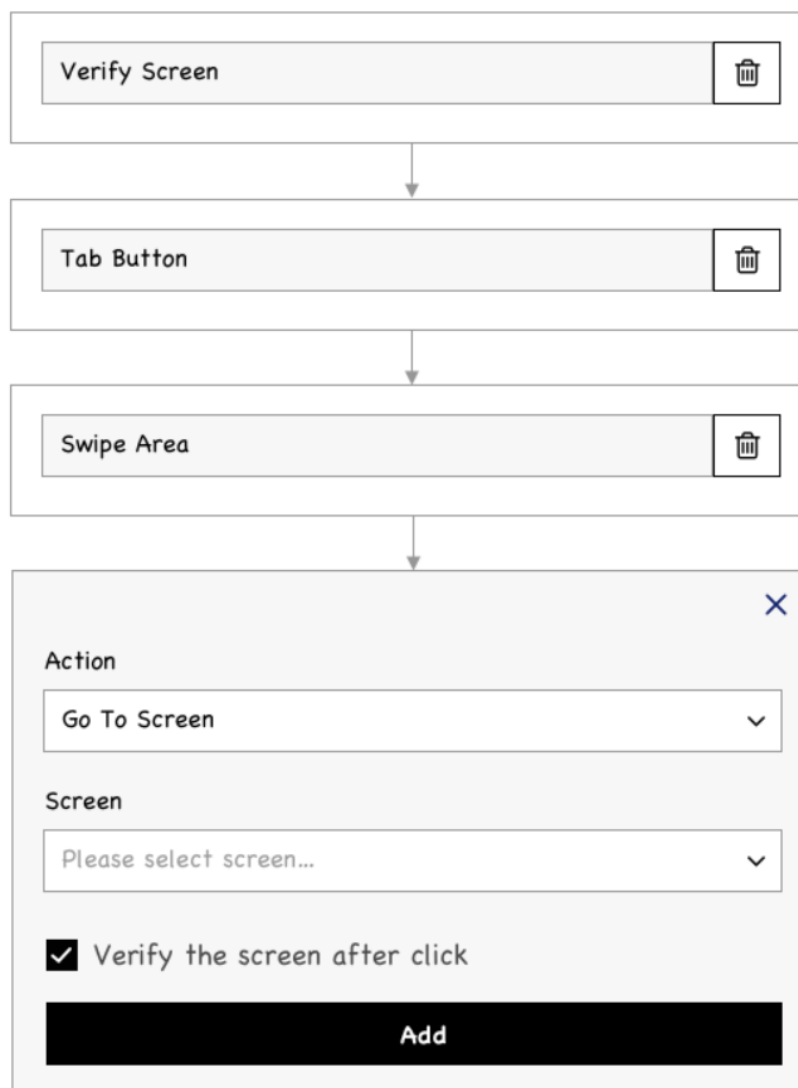 Verify Screen
Tab Button
Swipe Area
Action
Go To Screen
Screen
Please select screen...
Verify the screen after click
Add